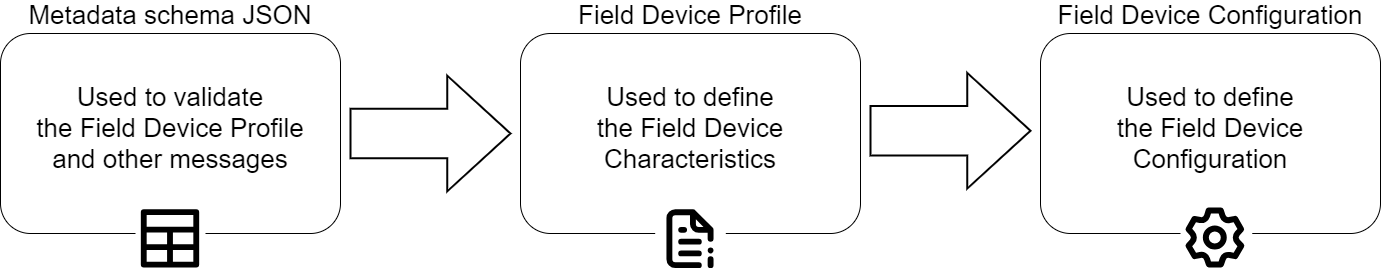 Metadata schema JSON
Used to validate
the Field Device Profile
and other messages
Field Device Profile
Used to define
the Field Device
Characteristics
Field Device Configuration
Used to define
the Field Device
Configuration